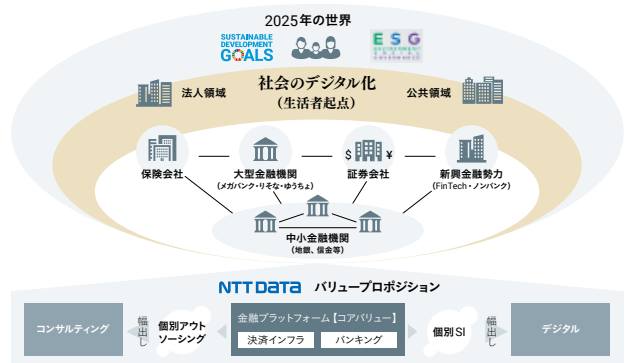 2025年の世界
SUSTAINABLE
DEVELOPMENT
GOALS
ESG
法人領域
社会のデジタル化
(生活者起点)
公共領域
$ ¥
保険会社
大型金融機関
(メガバンク・りそな・ゆうちょ)
証券会社
新興金融勢力
(FinTech・ノンバンク)
中小金融機関
(地銀、信金等)
NTT DATA バリュープロポジション
コンサルティング
幅出し
個別アウト
ソーシング
金融プラットフォーム【コアバリュー】
決済インフラ
バンキング
個別SI
幅出し
デジタル